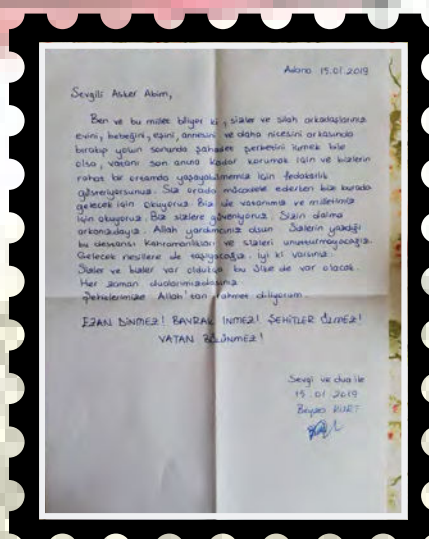 Adana 15.01.2019
Sevgili Asker Abim,
Ben ve bu millet biliyor ki, sizler ve silah arkadaşlarınız
evini, bebeğini, eşini, annesini ve daha nicesini arkasında
bırakıp yolun sonunda şahadet şerbetini içmek bile
olsa, vatanı son anına kadar korumak için ve bizlerin
rahat bir ortamda yaşayabilmemiz için fedakarlık
gösteriyorsunuz. Siz orada mücadele ederken biz burada
gelecek için okuyoruz. Biz de vatanımız ve milletimiz
için okuyoruz. Biz sizlere güveniyoruz. Sizin daima
arkanızdayız. Allah yardımcınız olsun. Sizlerin yazdığı
bu destansı kahramanlıkları ve sizleri unutturmayacağız.
Gelecek nesillere de taşıyacağız. İyi ki varsınız.
Sizler ve bizler var oldukça bu ülke de var olacak.
Her zaman dualarımızdasınız.
Şehitlerimize Allah'tan rahmet diliyorum.
EZAN DİNMEZ! BAYRAK İNMEZ! ŞEHİTLER ÖLMEZ!
VATAN BÖLÜNMEZ!
Sevgi ve dua ile
15.01.2019
Beyza KURT